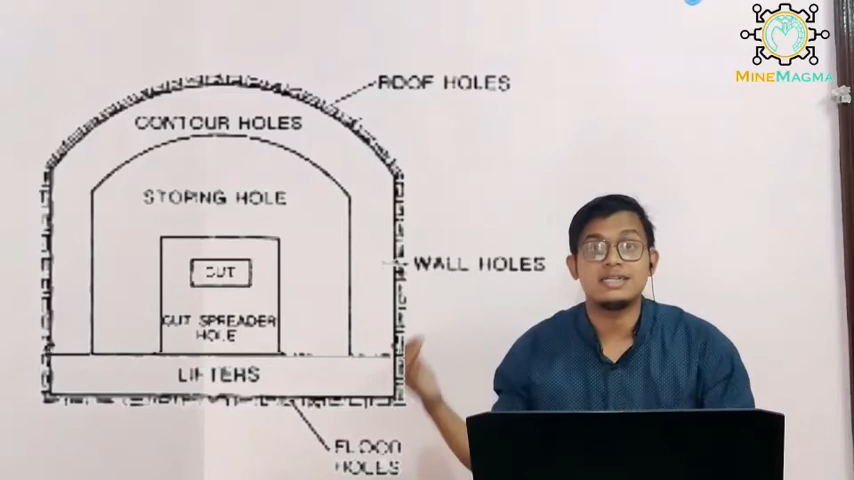 MINEMAGMA
ROOF HOLES
CONTOUR HOLES
STOPING HOLE
CUT
WALL HOLES
CUT SPREADER
HOLE
LIFTERS
FLOOR
HOLES